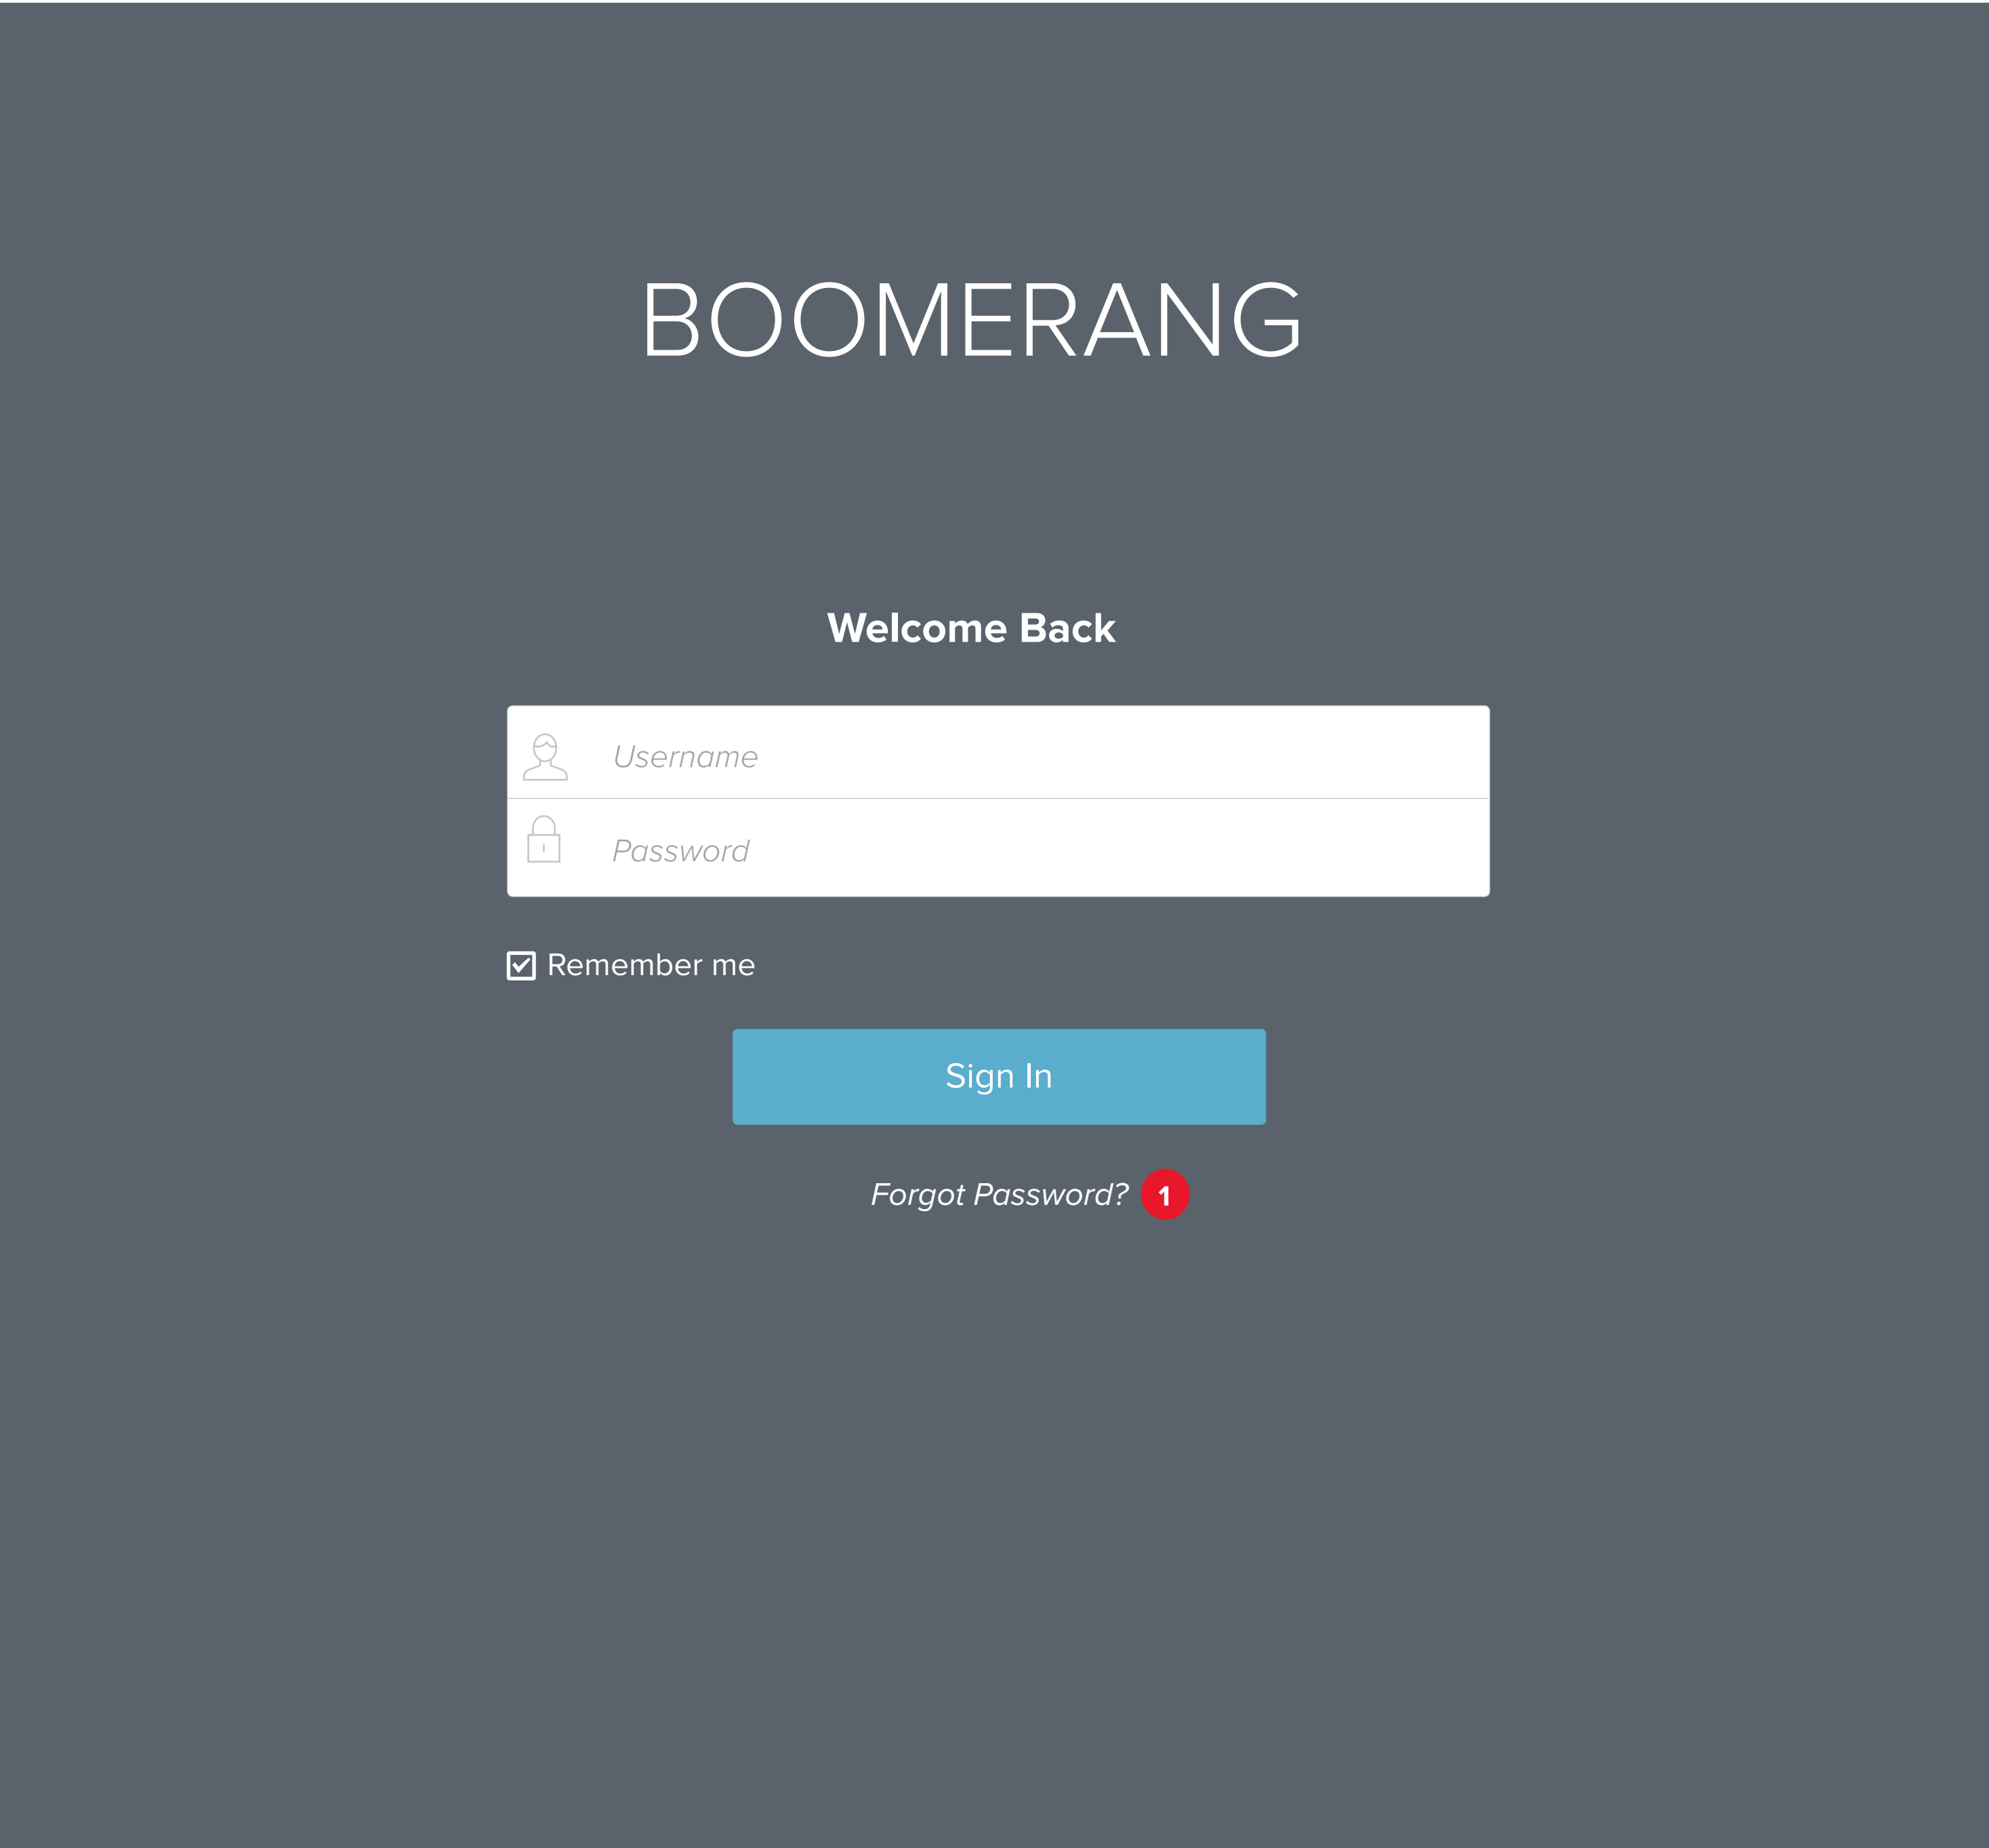 BOOMERANG
Welcome Back
Username
Password
Remember me
Sign In
Forgot Password? 1